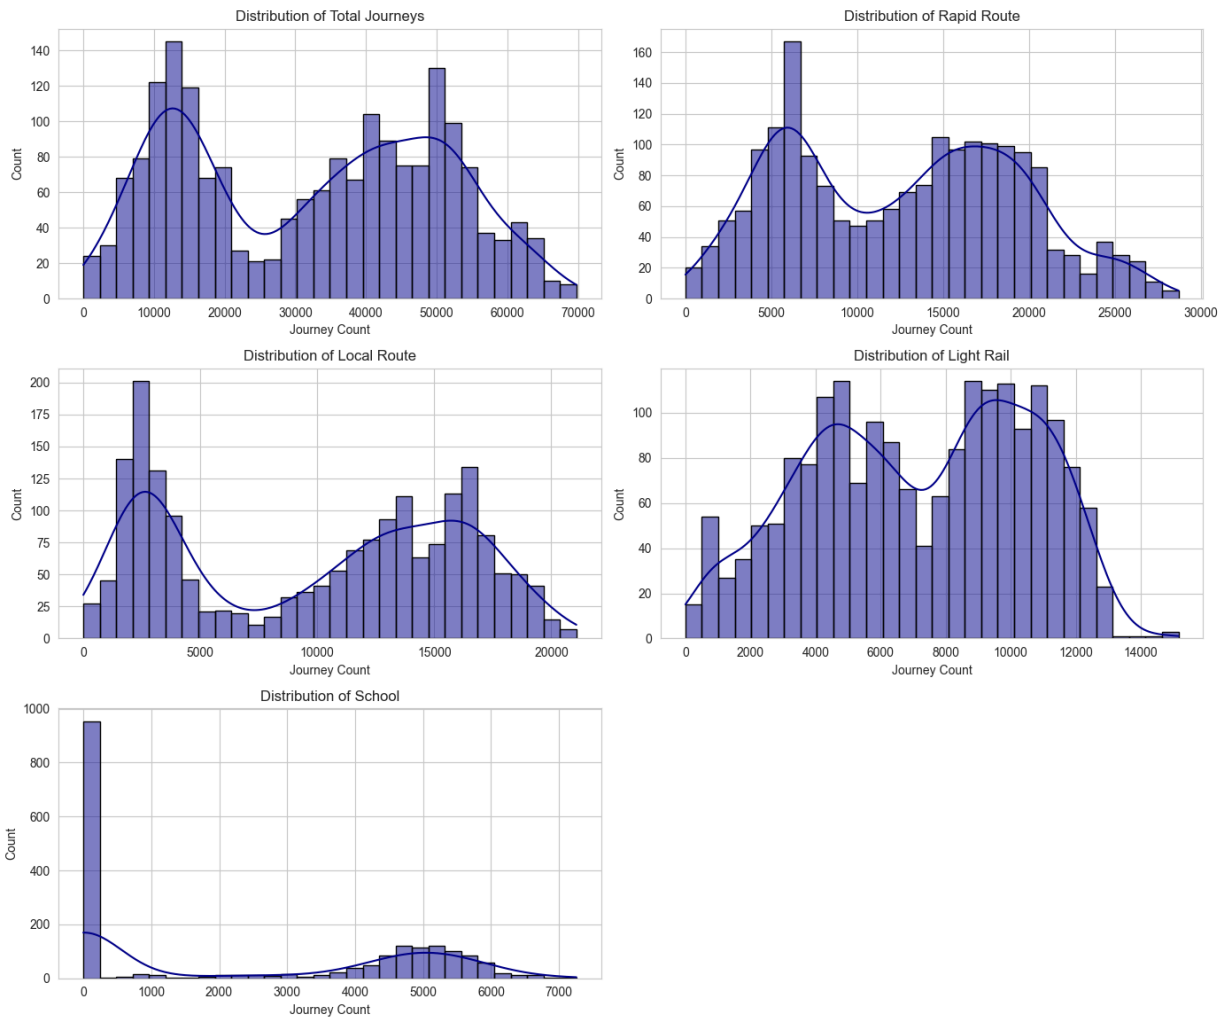 Distribution of Total Journeys
Count
140
120
100
80
60
40
20
0
0 10000 20000 30000 40000 50000 60000 70000
Journey Count
Distribution of Rapid Route
Count
160
140
120
100
80
60
40
20
0
0 5000 10000 15000 20000 25000 30000
Journey Count
Distribution of Local Route
Count
200
175
150
125
100
75
50
25
0
0 5000 10000 15000 20000
Journey Count
Distribution of Light Rail
Count
100
80
60
40
20
0
0 2000 4000 6000 8000 10000 12000 14000
Journey Count
Distribution of School
Count
1000
800
600
400
200
0
0 1000 2000 3000 4000 5000 6000 7000
Journey Count